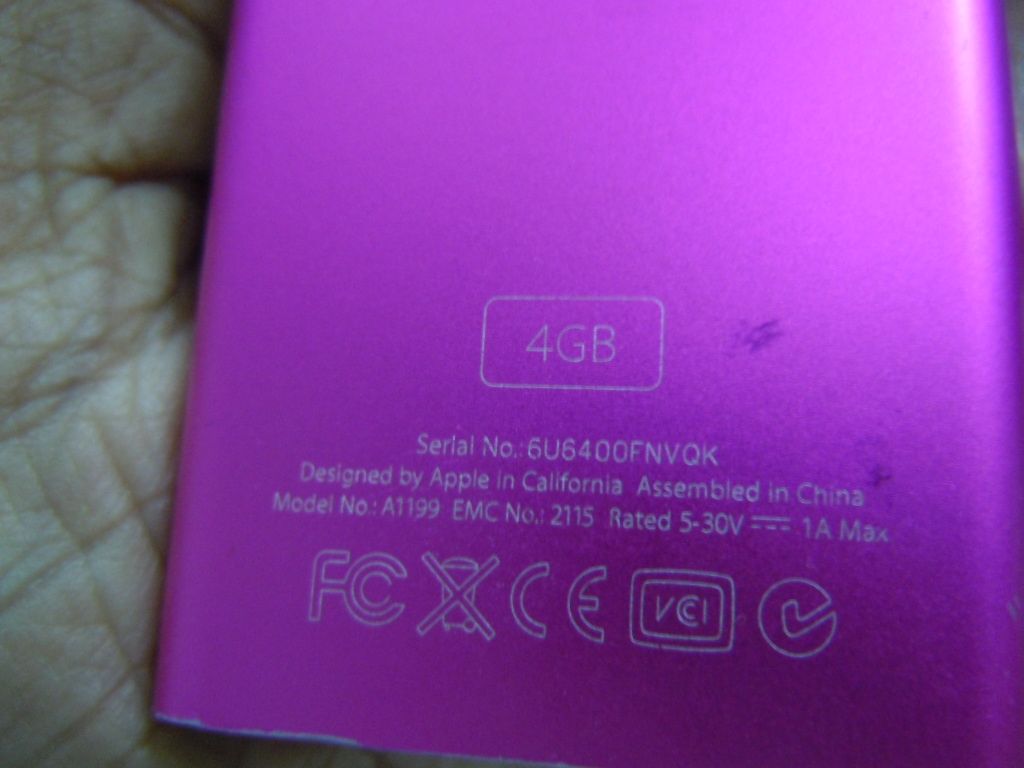 4GB
Serial No.: 6U6400FNVQK
Designed by Apple in California Assembled in China
Model No.: A1199 EMC No.: 2115 Rated 5-30V ⎓ 1A Max
FC CE VCCI